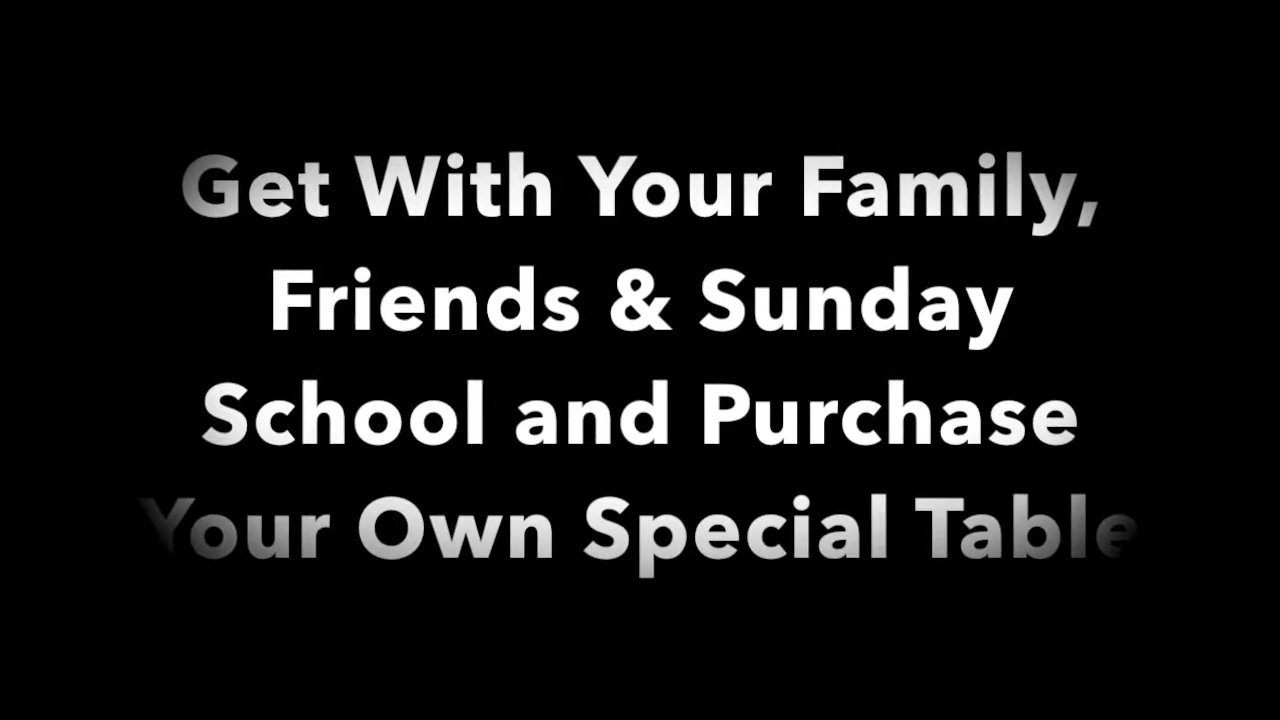 Get With Your Family,
Friends & Sunday
School and Purchase
Your Own Special Table